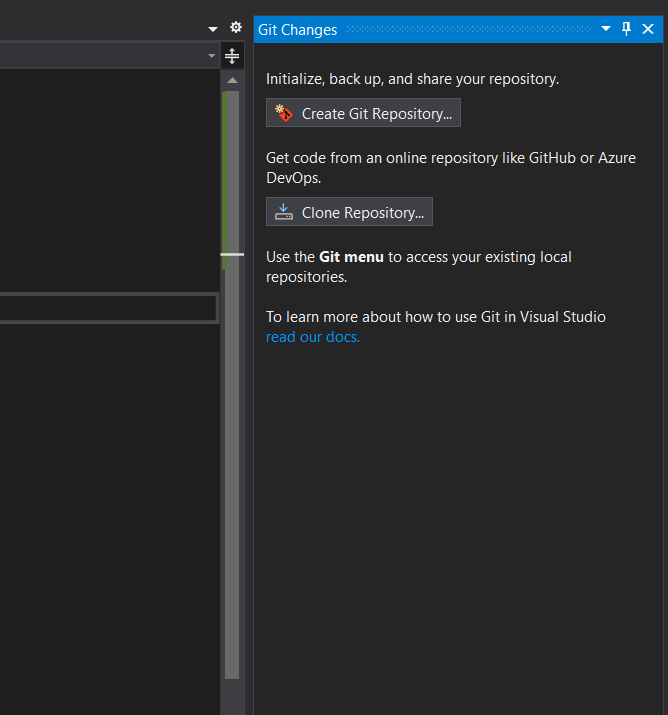 Git Changes
Initialize, back up, and share your repository.
Create Git Repository...
Get code from an online repository like GitHub or Azure
DevOps.
Clone Repository...
Use the Git menu to access your existing local
repositories.
To learn more about how to use Git in Visual Studio
read our docs.